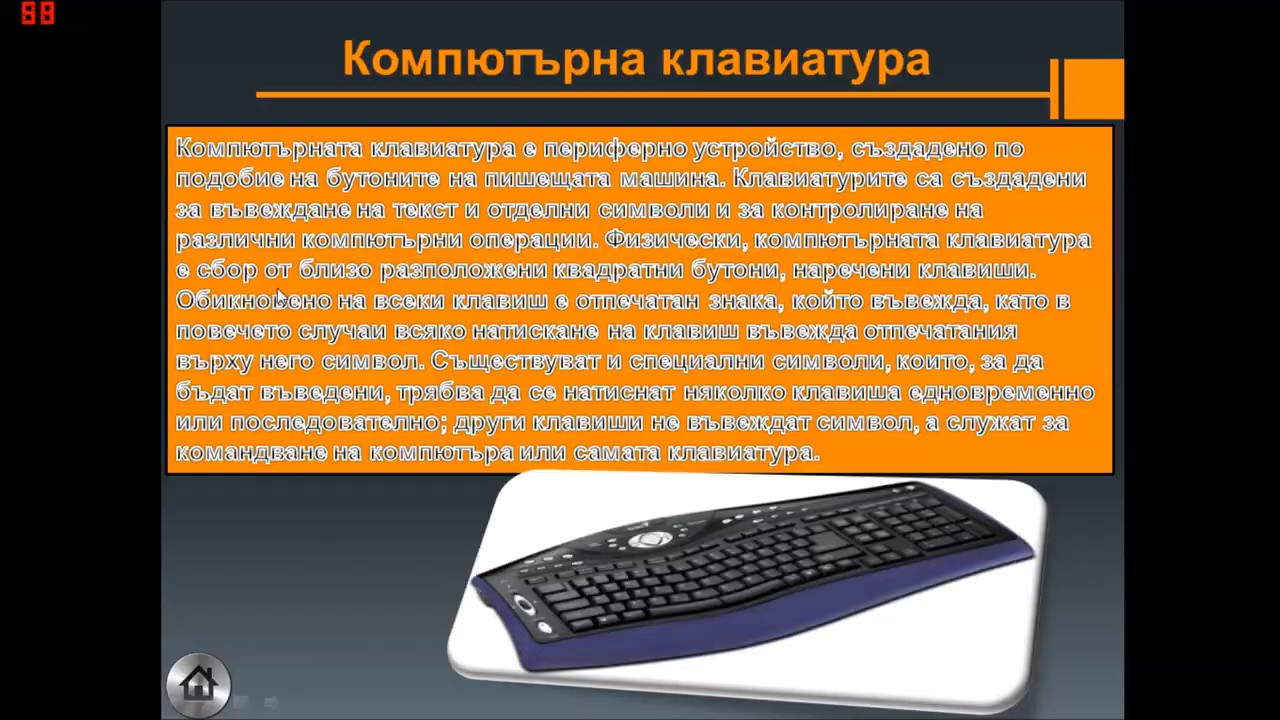 88
Компютърна клавиатура
Компютърната клавиатура е периферно устройство, създадено по
подобие на бутоните на пишещата машина. Клавиатурите са създадени
за въвеждане на текст и отделни символи и за контролиране на
различни компютърни операции. Физически, компютърната клавиатура
е сбор от близо разположени квадратни бутони, наречени клавиши.
Обикновено на всеки клавиш е отпечатан знака, който въвежда, като в
повечето случаи всяко натискане на клавиш въвежда отпечатания
върху него символ. Съществуват и специални символи, които, за да
бъдат въведени, трябва да се натиснат няколко клавиша едновременно
или последователно; други клавиши не въвеждат символ, а служат за
командване на компютъра или самата клавиатура.